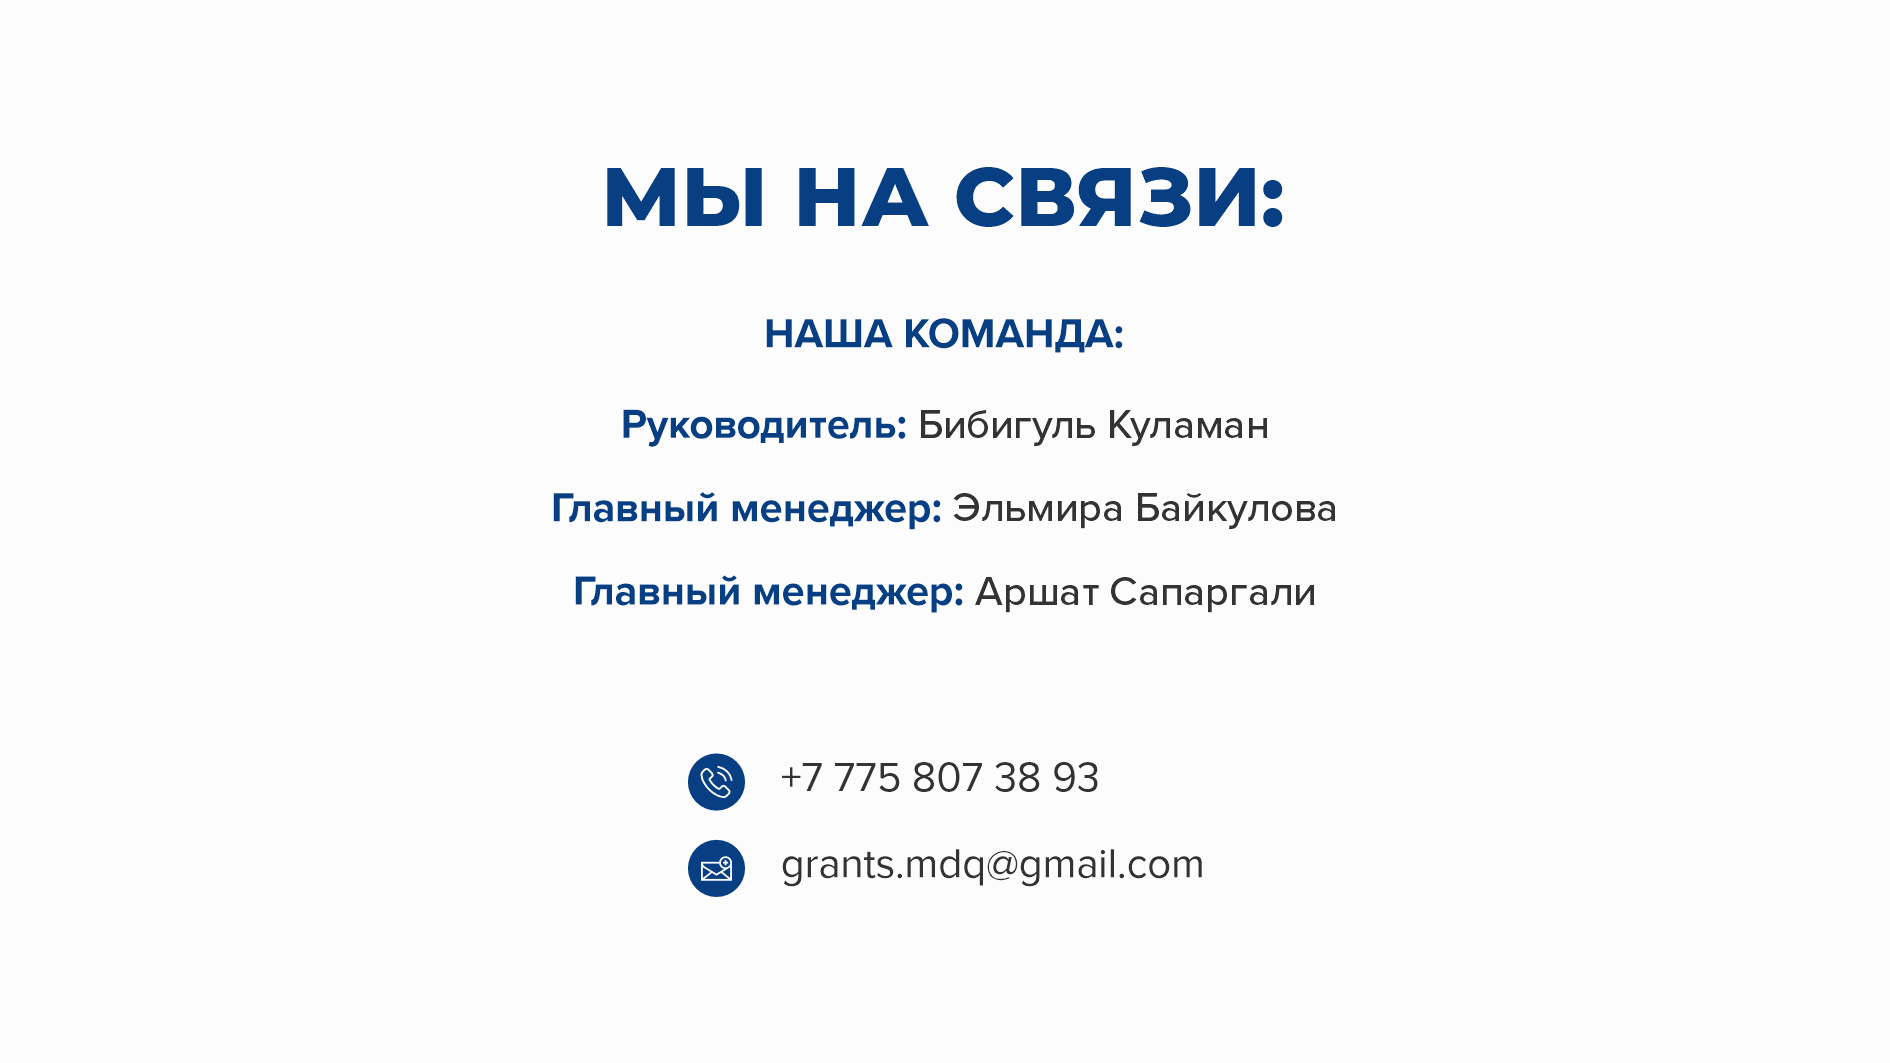 МЫ НА СВЯЗИ:
НАША КОМАНДА:
Руководитель: Бибигуль Куламан
Главный менеджер: Эльмира Байкулова
Главный менеджер: Аршат Сапаргали
+7 775 807 38 93
grants.mdq@gmail.com